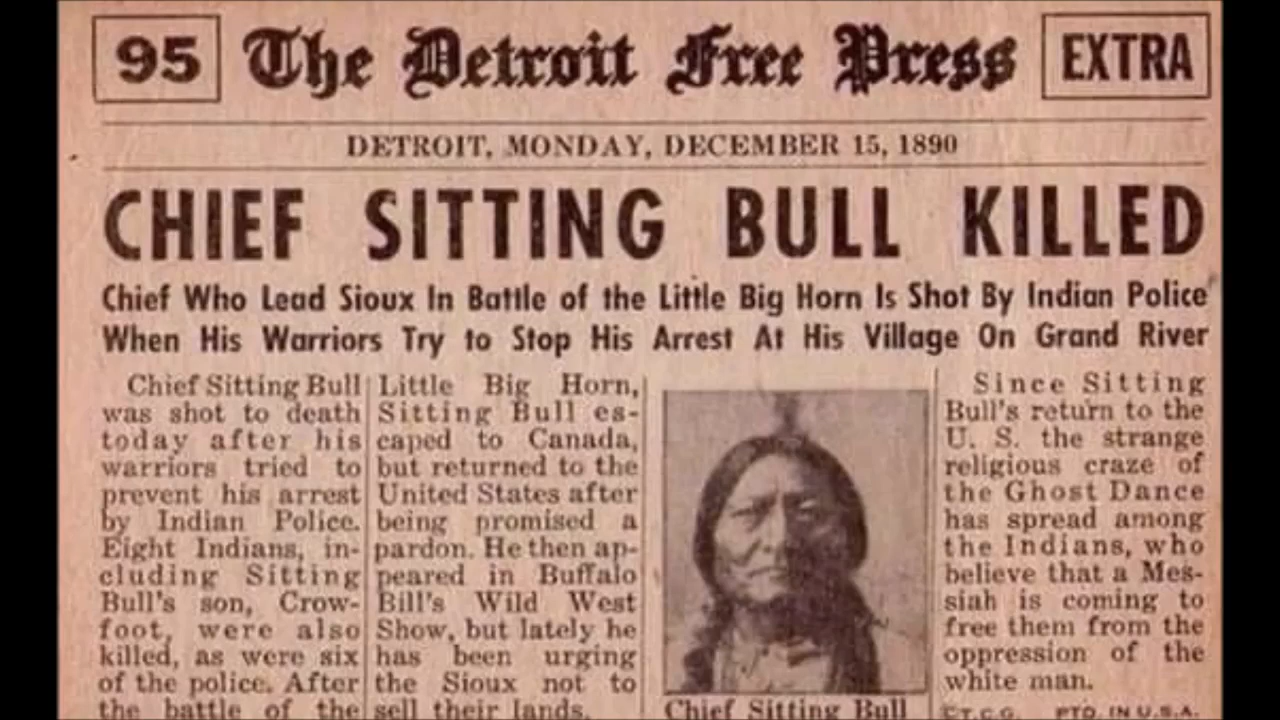 95 The Detroit Free Press EXTRA
DETROIT, MONDAY, DECEMBER 15, 1890
CHIEF SITTING BULL KILLED
Chief Who Lead Sioux In Battle of the Little Big Horn Is Shot By Indian Police
When His Warriors Try to Stop His Arrest At His Village On Grand River
Chief Sitting Bull
was shot to death
today after his
warriors tried to
prevent his arrest
by Indian Police.
Eight Indians, in-
cluding Sitting
Bull's son, Crow-
foot, were also
killed, as were six
of the police. After
the battle of the
Little Big Horn,
Sitting Bull es-
caped to Canada,
but returned to the
United States after
being promised a
pardon. He then ap-
peared in Buffalo
Bill's Wild West
Show, but lately he
has been urging
the Sioux not to
sell their lands.
Chief Sitting Bull
Since Sitting
Bull's return to the
U. S. the strange
religious craze of
the Ghost Dance
has spread among
the Indians, who
believe that a Mes-
siah is coming to
free them from the
oppression of the
white man.
©T.C.G. PTD. IN U.S.A.